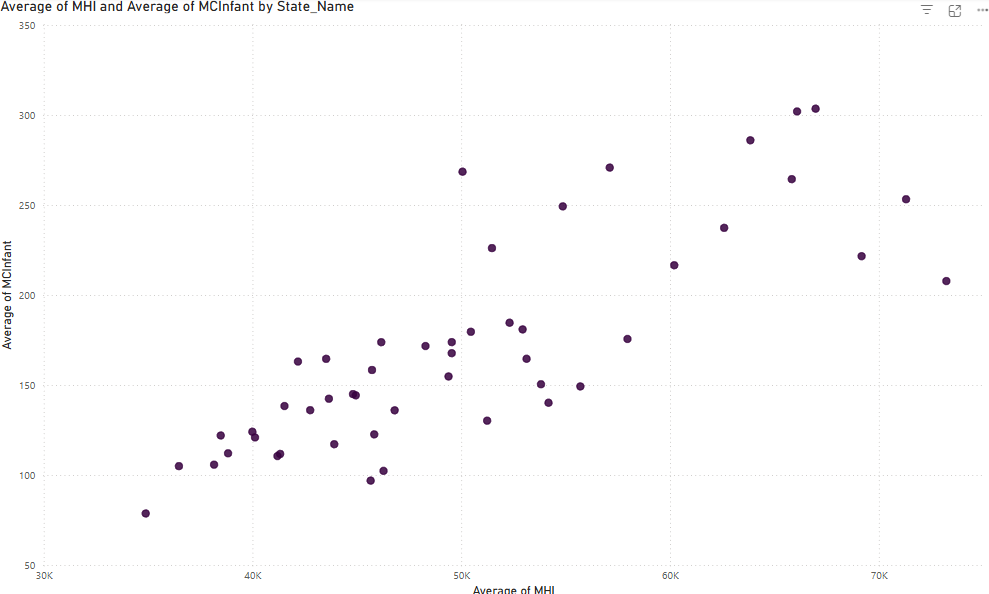 Average of MHI and Average of MCInfant by State_Name
350
300
250
200
150
100
50
Average of MCInfant
30K 40K 50K 60K 70K
Average of MHI